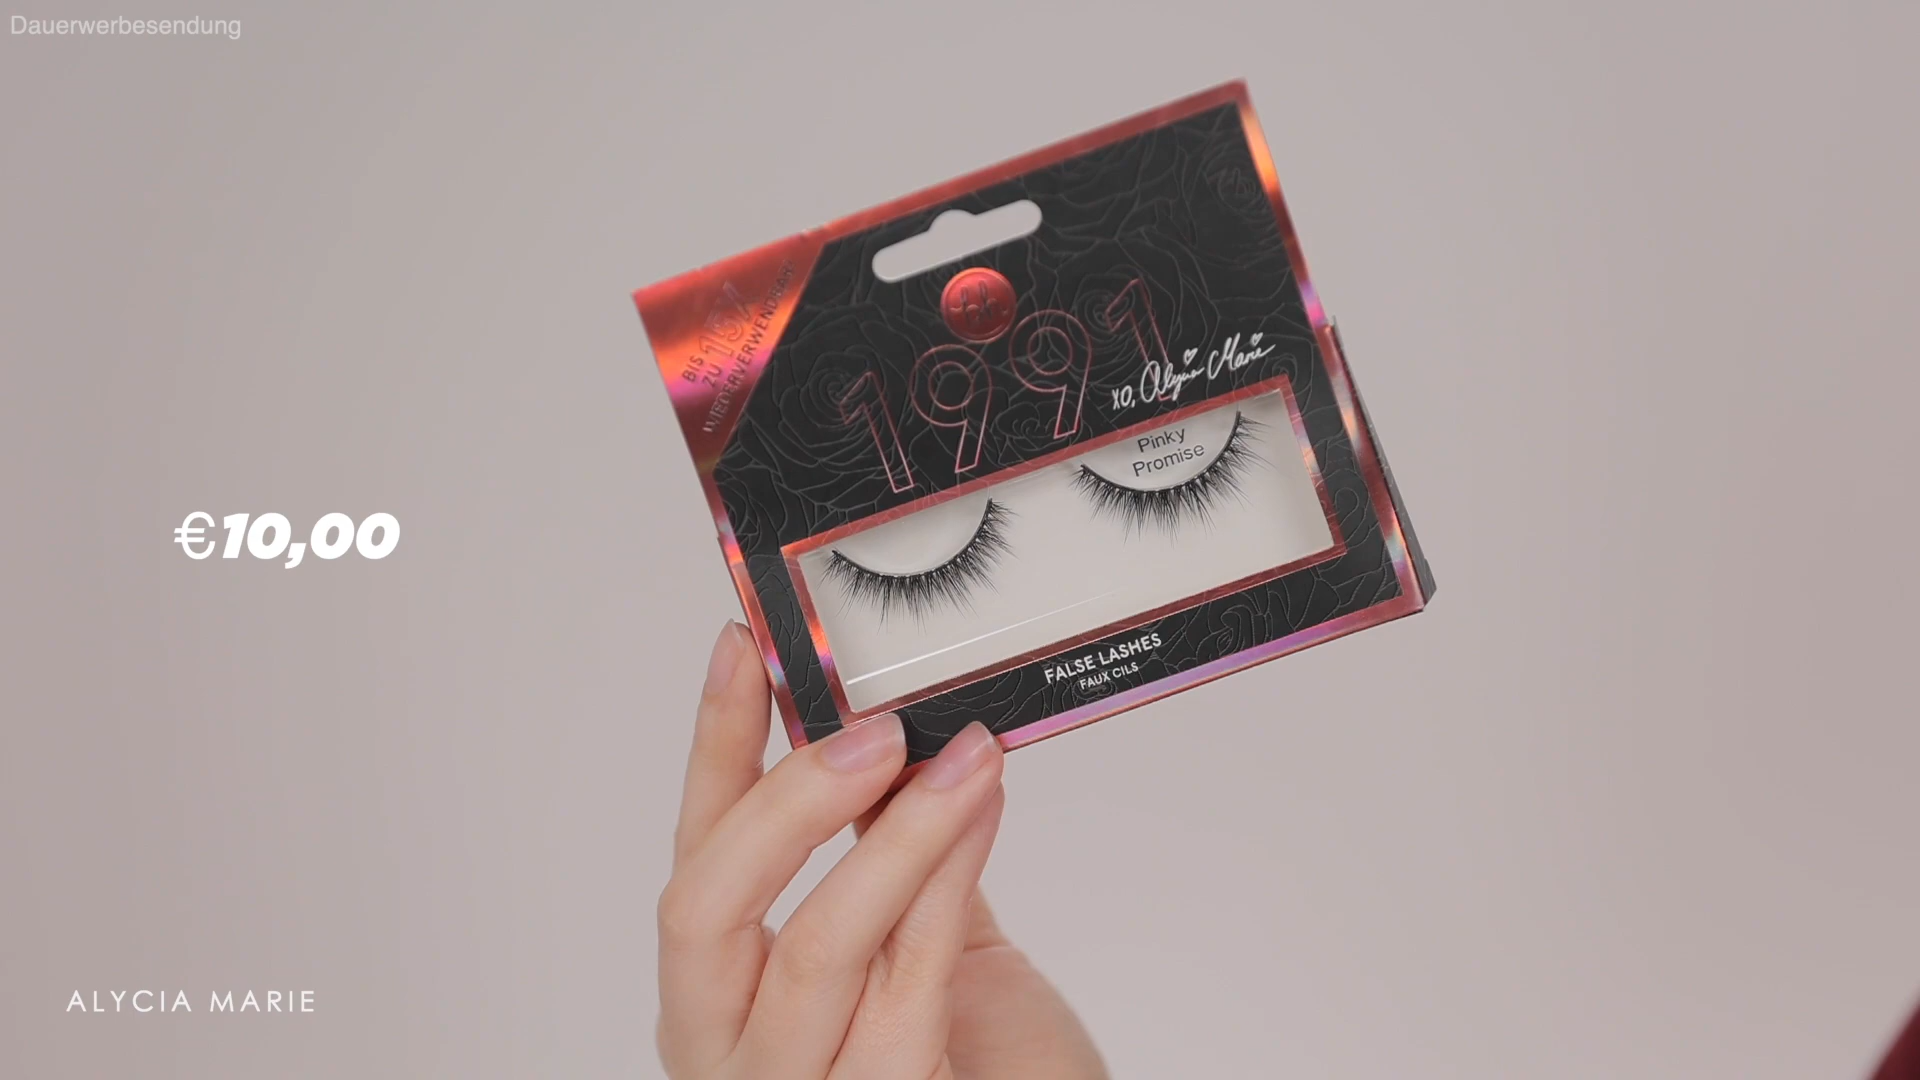 Dauerwerbesendung
BIS
ZU 15X
WIEDERVERWENDBAR*
hh
1991
XO, Alycia Marie
Pinky
Promise
€10,00
FALSE LASHES
FAUX CILS
ALYCIA MARIE